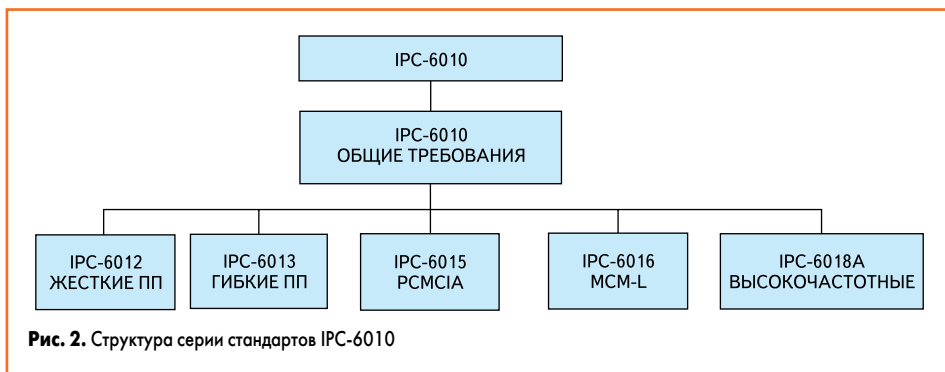 IPC-6010
IPC-6010
ОБЩИЕ ТРЕБОВАНИЯ
IPC-6012
ЖЕСТКИЕ ПП
IPC-6013
ГИБКИЕ ПП
IPC-6015
PCMCIA
IPC-6016
MCM-L
IPC-6018A
ВЫСОКОЧАСТОТНЫЕ
Рис. 2. Структура серии стандартов IPC-6010